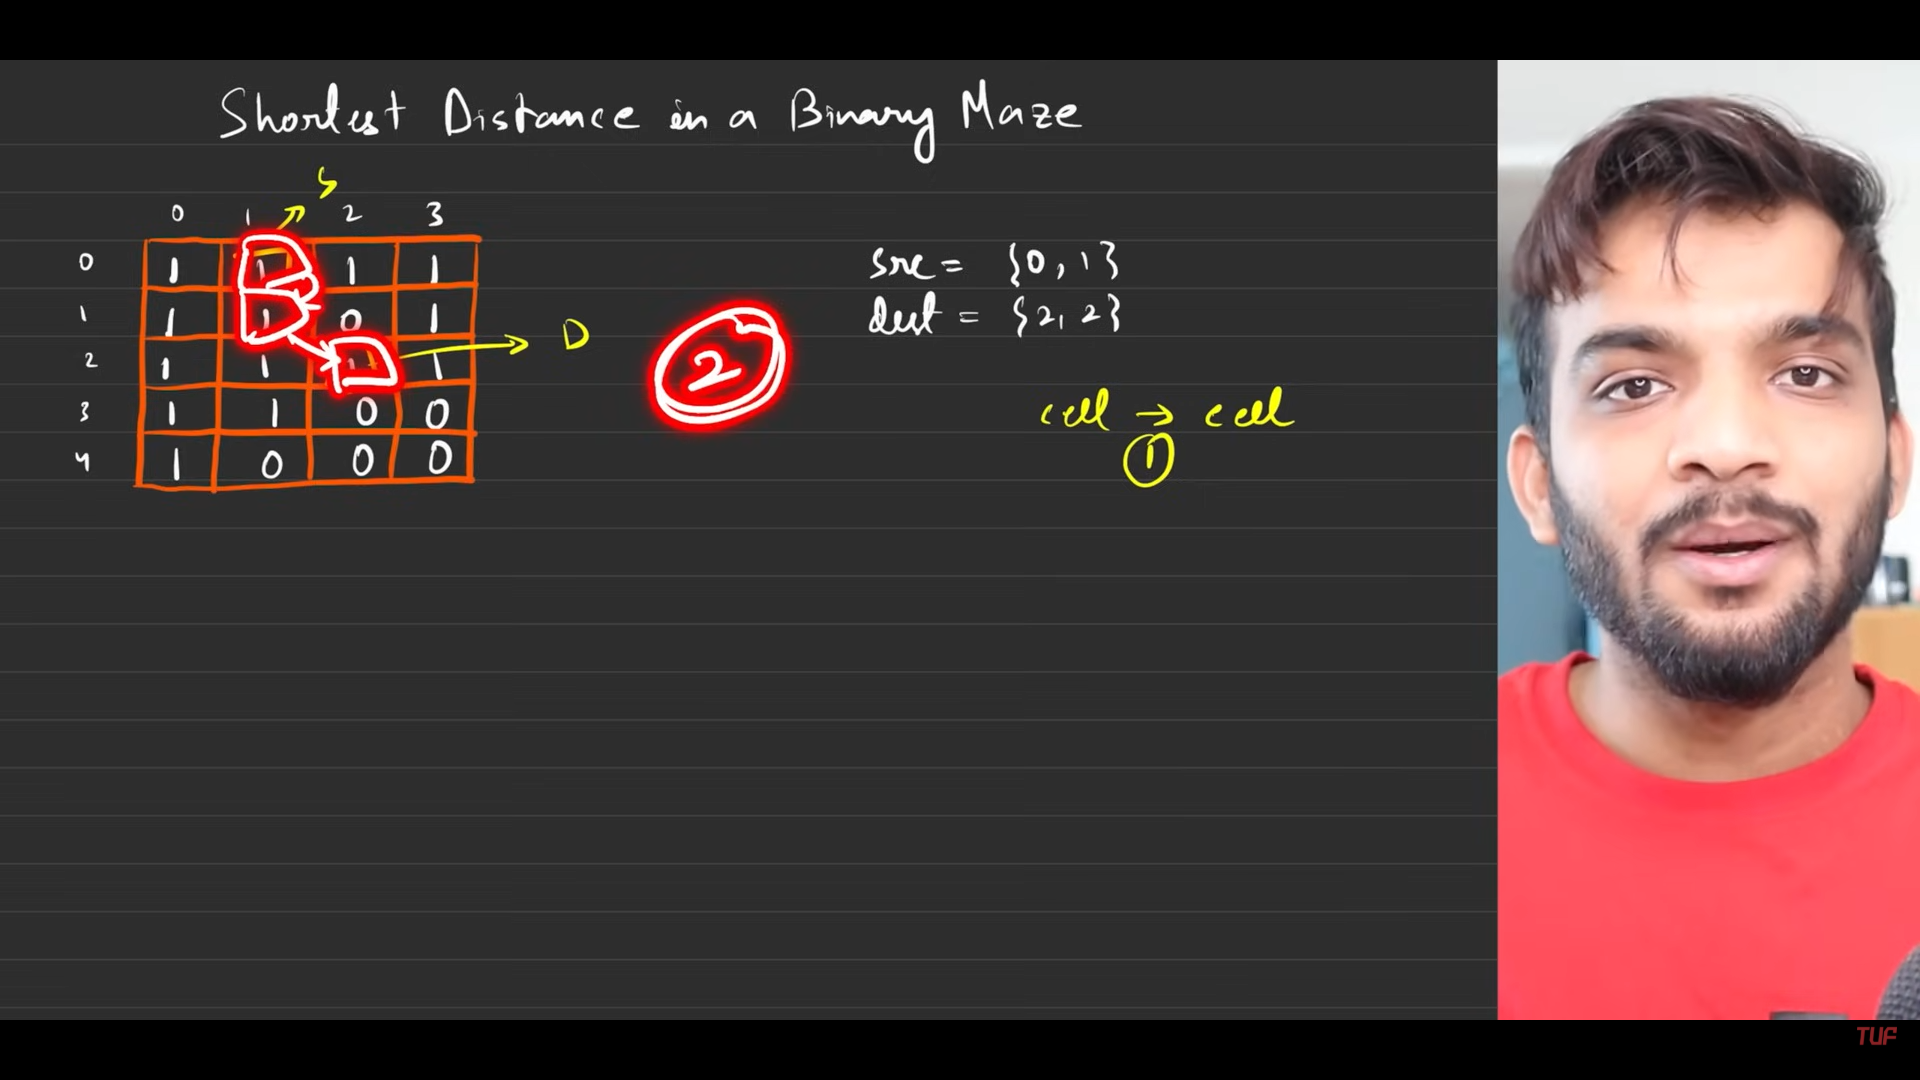 Shortest Distance in a Binary Maze
S
0 1 2 3
0 1 1 1 1
1 1 1 0 1
2 1 1 1 1
3 1 1 0 0
4 1 0 0 0
D
2
src = {0, 1}
dest = {2, 2}
cell → cell
1
TUF